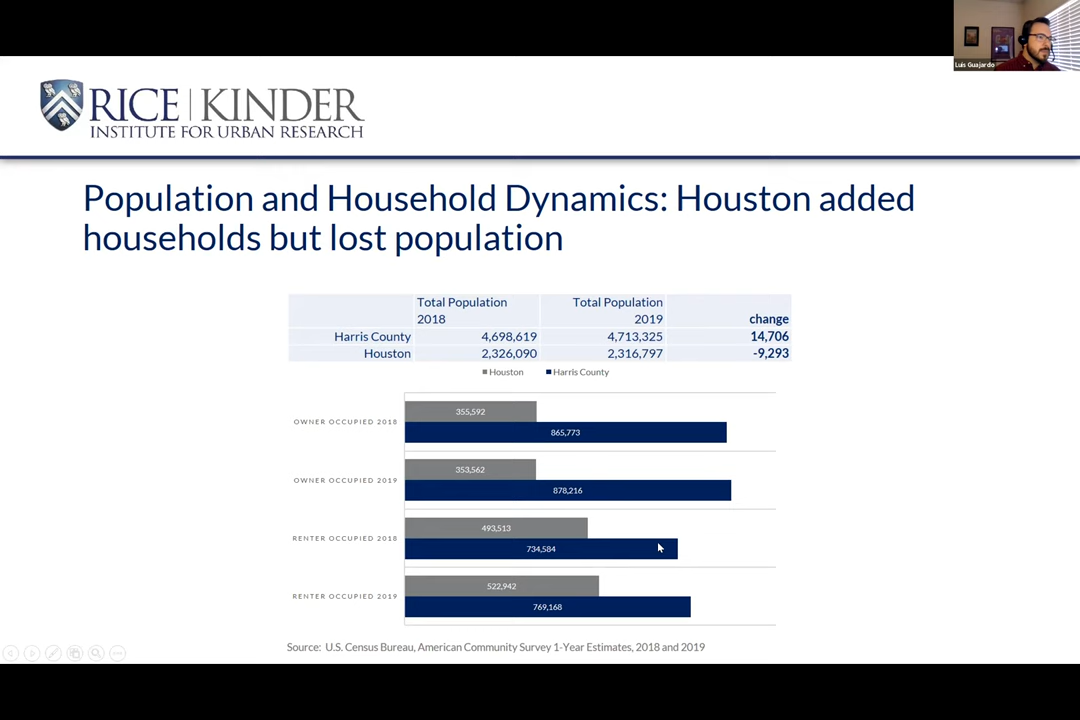 Luis Guajardo
RICE | KINDER
INSTITUTE FOR URBAN RESEARCH
Population and Household Dynamics: Houston added
households but lost population
Total Population 2018 Total Population 2019 change
Harris County 4,698,619 4,713,325 14,706
Houston 2,326,090 2,316,797 -9,293
Houston Harris County
OWNER OCCUPIED 2018 355,592
865,773
OWNER OCCUPIED 2019 353,562
878,216
RENTER OCCUPIED 2018 493,513
734,584
RENTER OCCUPIED 2019 522,942
769,168
Source: U.S. Census Bureau, American Community Survey 1-Year Estimates, 2018 and 2019